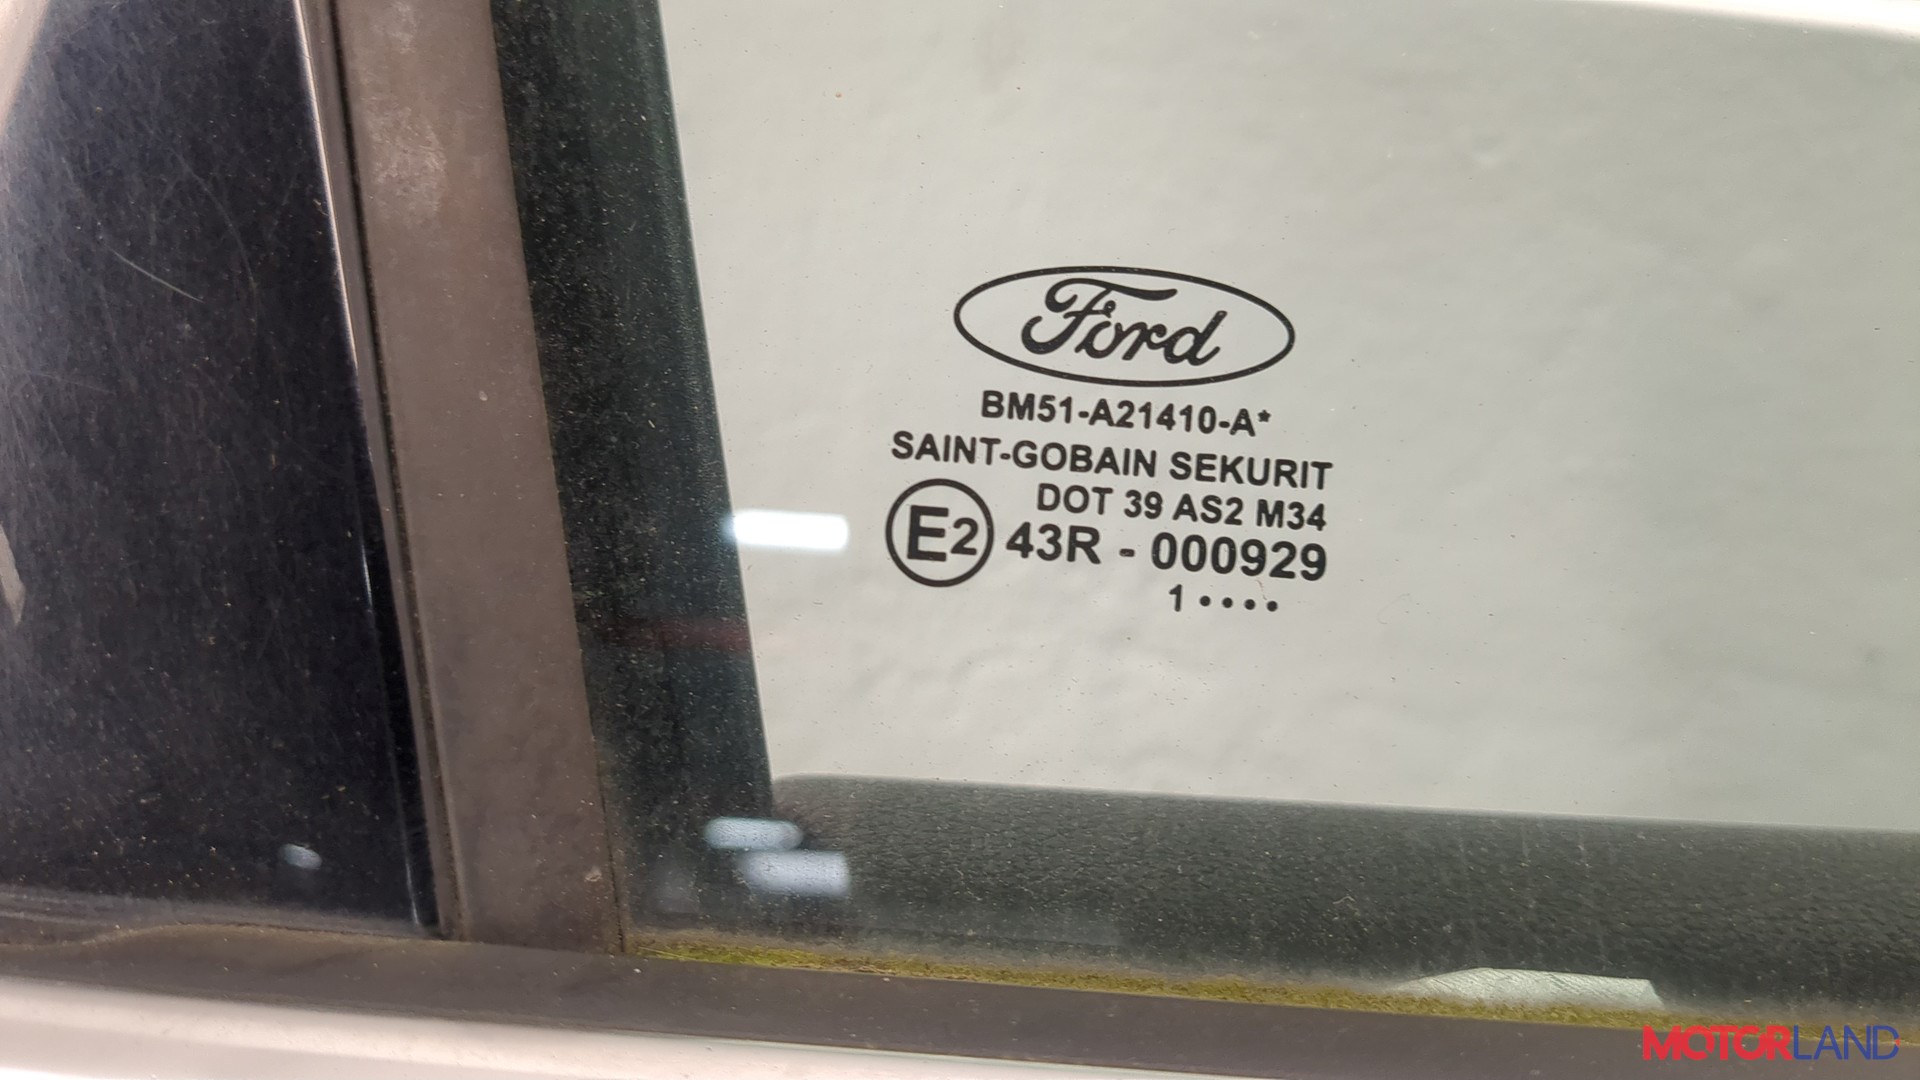 Ford
BM51-A21410-A*
SAINT-GOBAIN SEKURIT
DOT 39 AS2 M34
E2 43R - 000929
1 • • • •
MOTORLAND